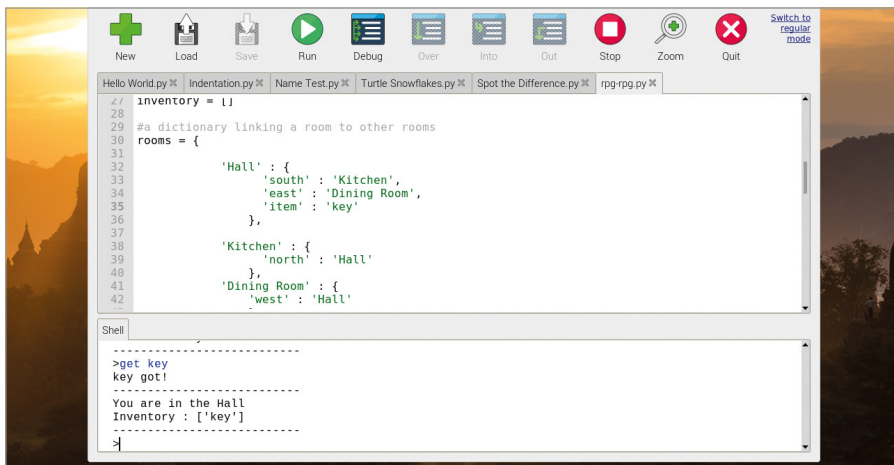 Switch to
regular
mode
New Load Save Run Debug Over Into Out Stop Zoom Quit
Hello World.py Indentation.py Name Test.py Turtle Snowflakes.py Spot the Difference.py rpg-rpg.py
27 inventory = []
28
29 #a dictionary linking a room to other rooms
30 rooms = {
31
32 'Hall' : {
33 'south' : 'Kitchen',
34 'east' : 'Dining Room',
35 'item' : 'key'
36 },
37
38 'Kitchen' : {
39 'north' : 'Hall'
40 },
41 'Dining Room' : {
42 'west' : 'Hall'
Shell
---------------------------
>get key
key got!
---------------------------
You are in the Hall
Inventory : ['key']
---------------------------
>